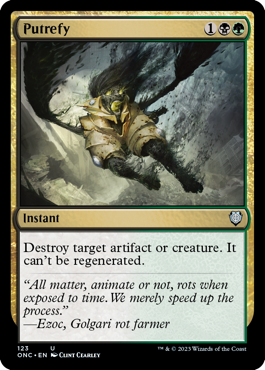 Putrefy 1
Instant
Destroy target artifact or creature. It
can't be regenerated.
“All matter, animate or not, rots when
exposed to time. We merely speed up the
process.”
—Ezoc, Golgari rot farmer
123 U
ONC • EN CLINT CEARLEY ™ & © 2023 Wizards of the Coast